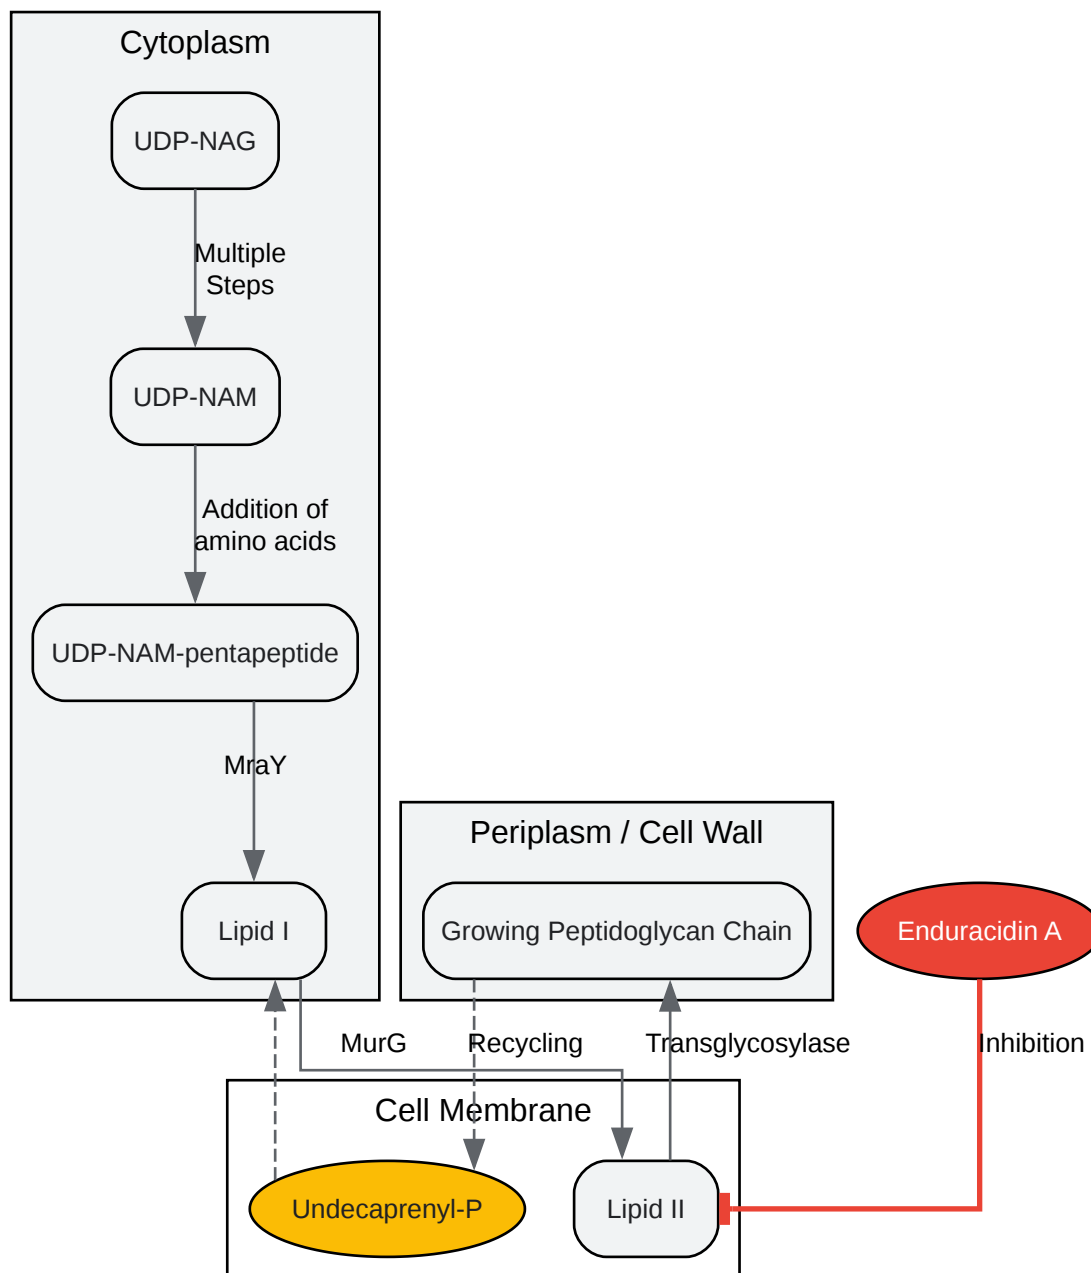 Cytoplasm
UDP-NAG
Multiple
Steps
UDP-NAM
Addition of
amino acids
UDP-NAM-pentapeptide
MraY
Periplasm / Cell Wall
Lipid I
Growing Peptidoglycan Chain
Enduracidin A
MurG
Recycling
Transglycosylase
Inhibition
Cell Membrane
Undecaprenyl-P
Lipid II